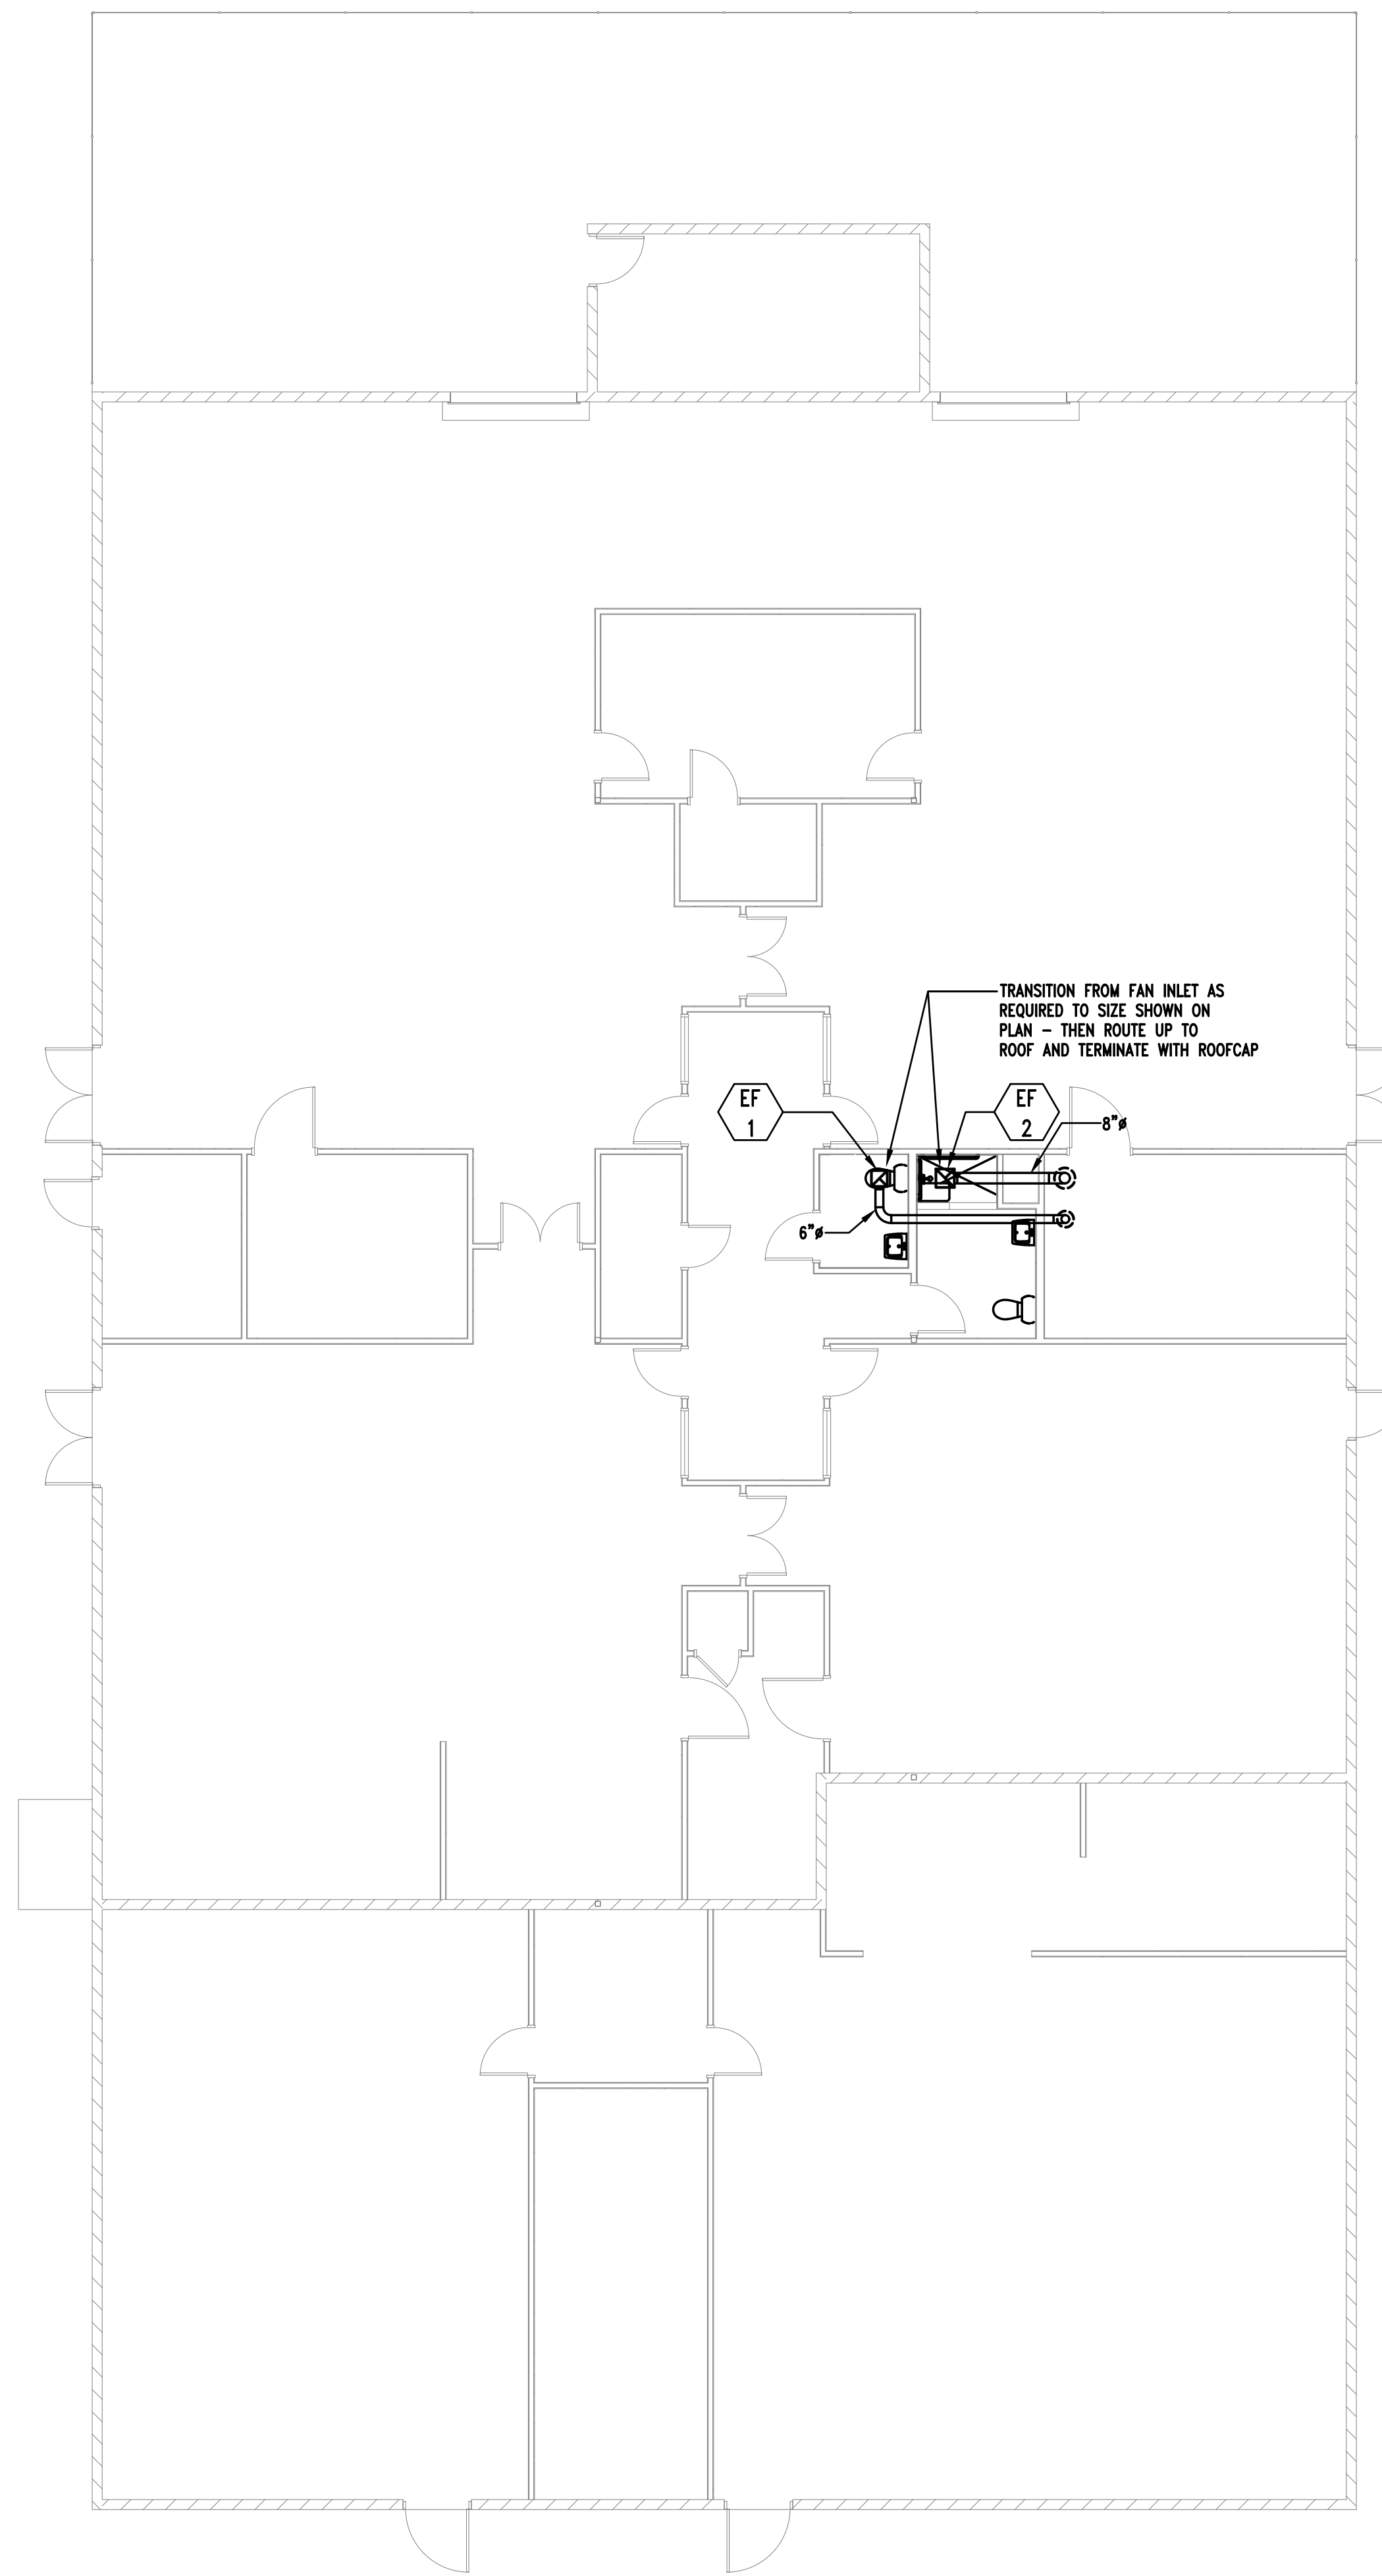 TRANSITION FROM FAN INLET AS
REQUIRED TO SIZE SHOWN ON
PLAN – THEN ROUTE UP TO
ROOF AND TERMINATE WITH ROOFCAP
EF
1
EF
2
8"ø
6"ø